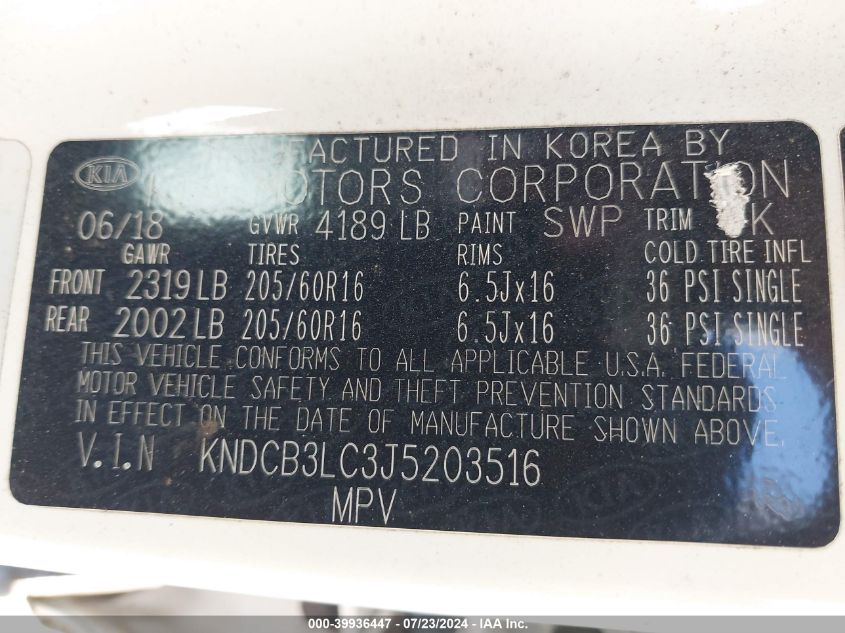 KIA
ACTURED IN KOREA BY
MOTORS CORPORATION
06/18 GVWR 4189 LB PAINT SWP TRIM K
GAWR TIRES RIMS COLD TIRE INFL
FRONT 2319 LB 205/60R16 6.5Jx16 36 PSI SINGLE
REAR 2002 LB 205/60R16 6.5Jx16 36 PSI SINGLE
THIS VEHICLE CONFORMS TO ALL APPLICABLE U.S.A. FEDERAL
MOTOR VEHICLE SAFETY AND THEFT PREVENTION STANDARDS
IN EFFECT ON THE DATE OF MANUFACTURE SHOWN ABOVE.
V.I.N KNDCB3LC3J5203516
MPV
000-39936447 - 07/23/2024 - IAA Inc.